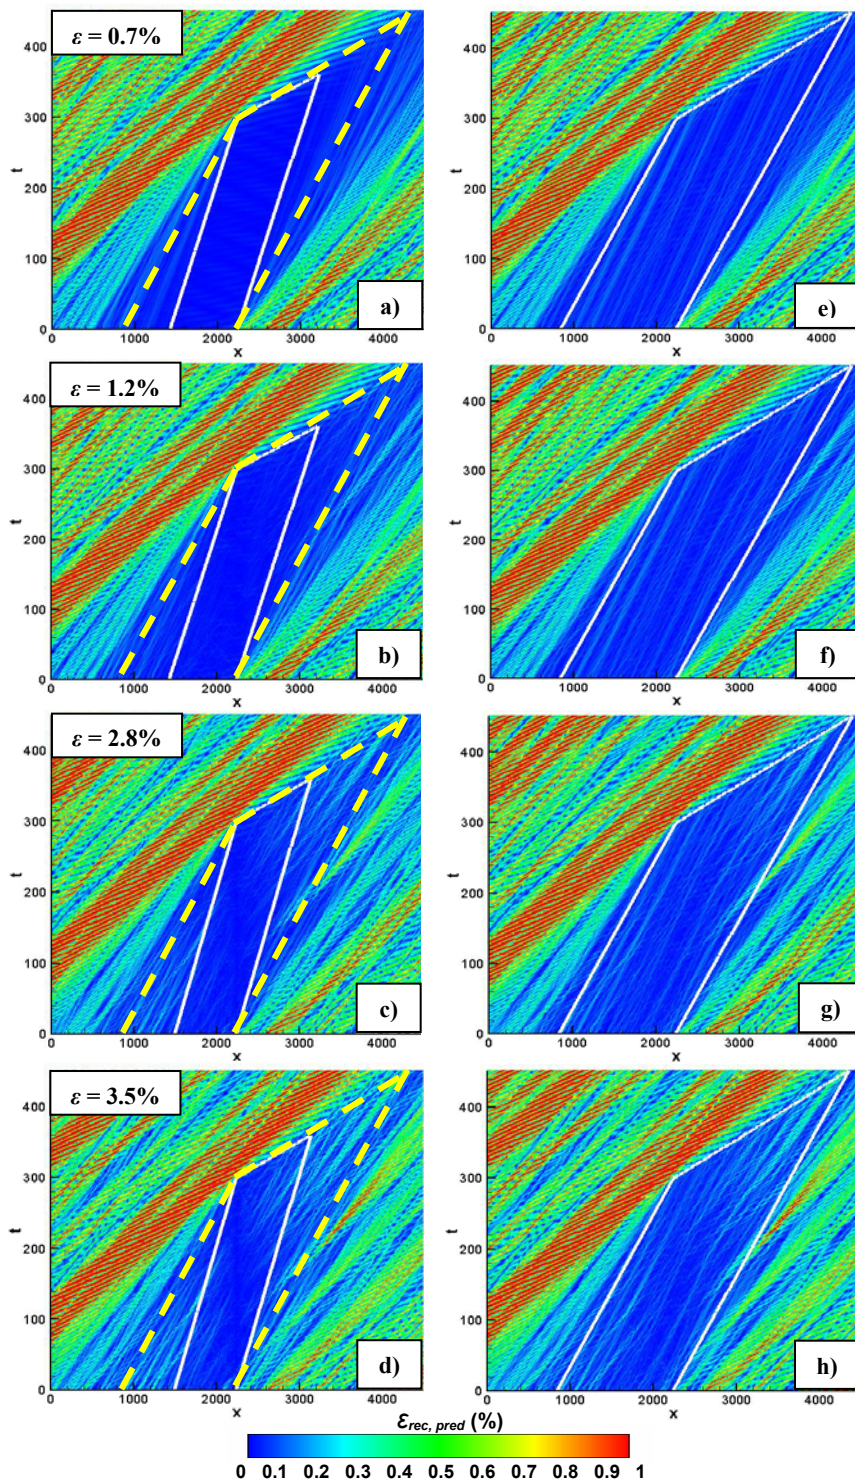 ε = 0.7%
400
300
t
200
100
0
a)
0
1000
2000
3000
4000
x
400
300
t
200
100
0
e)
0
1000
2000
3000
4000
x
ε = 1.2%
400
300
t
200
100
0
b)
0
1000
2000
3000
4000
x
400
300
t
200
100
0
f)
0
1000
2000
3000
4000
x
ε = 2.8%
400
300
t
200
100
0
c)
0
1000
2000
3000
4000
x
400
300
t
200
100
0
g)
0
1000
2000
3000
4000
x
ε = 3.5%
400
300
t
200
100
0
d)
0
1000
2000
3000
4000
x
400
300
t
200
100
0
h)
0
1000
2000
3000
4000
x
Ɛrec, pred (%)
0 0.1 0.2 0.3 0.4 0.5 0.6 0.7 0.8 0.9 1